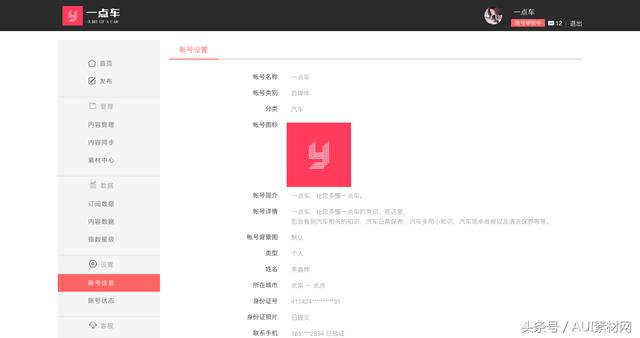 一点车
A BIT OF A CAR
一点车
帐号审核中 12 | 退出
首页
发布
管理
内容管理
内容同步
素材中心
数据
订阅数据
内容数据
指数星级
设置
账号信息
账号状态
客服
帐号设置
帐号名称 一点车
帐号类别 自媒体
分类 汽车
帐号图标
帐号简介 一点车，让您多懂一点车。
帐号详情 一点车，让您多懂一点车的常识，在这里，
您会看到汽车相关的知识，汽车日常保养，汽车多用小知识，汽车简单维修以及清洗保养等等。
帐号背景图 默认
类型 个人
姓名 李嘉梓
所在城市 北京 － 北京
身份证号 411424**********31
身份证照片 已提交
联系手机 185****2894 已验证
头条号 / AUI素材网